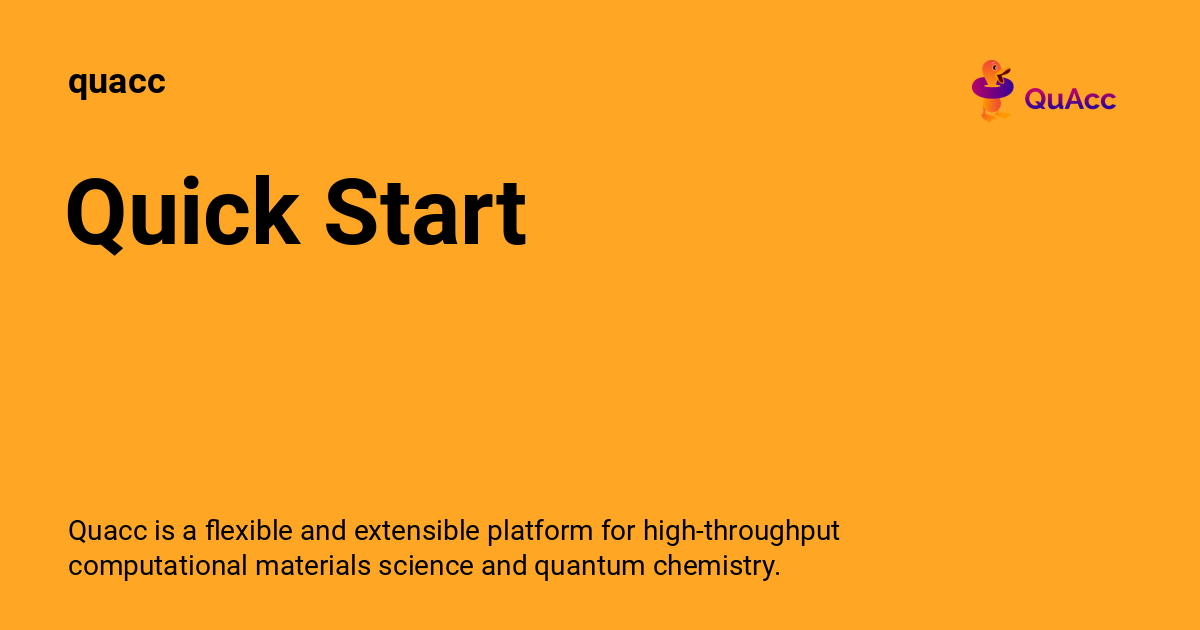 quacc
QuAcc
Quick Start
Quacc is a flexible and extensible platform for high-throughput
computational materials science and quantum chemistry.